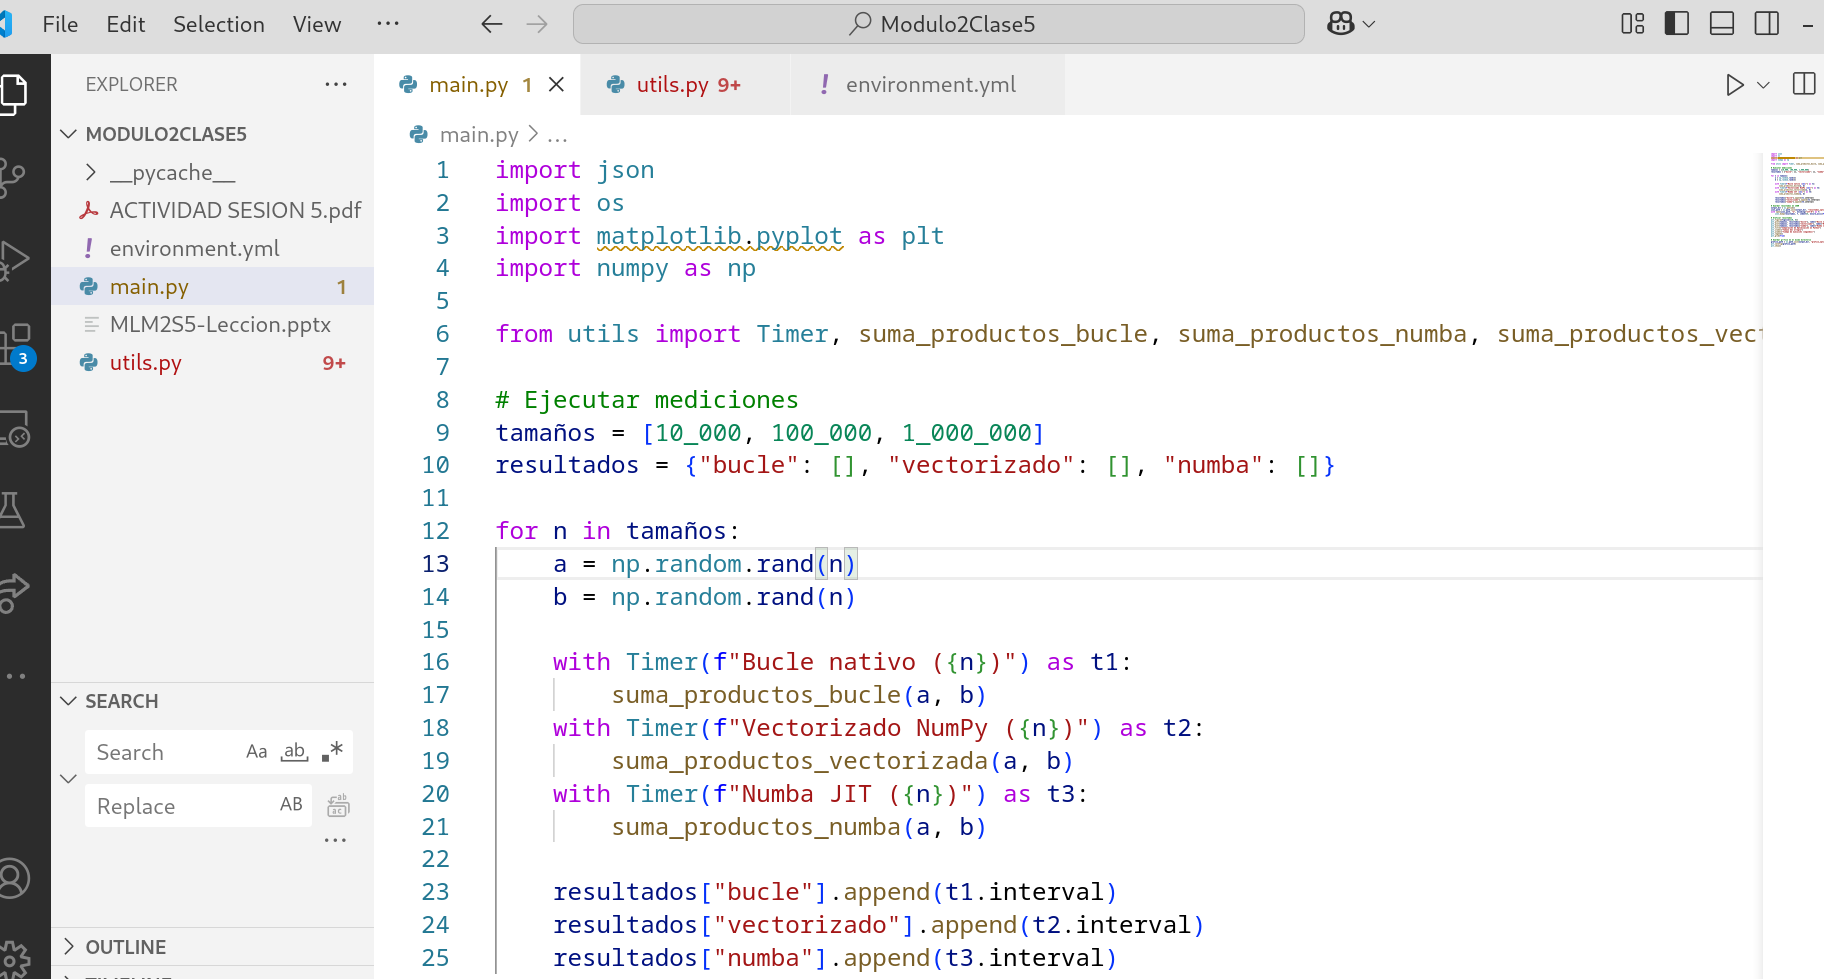 File Edit Selection View ··· Modulo2Clase5
EXPLORER ···
MODULO2CLASE5
__pycache__
ACTIVIDAD SESION 5.pdf
! environment.yml
main.py 1
MLM2S5-Leccion.pptx
utils.py 9+
3
SEARCH
Search Aa ab .*
Replace AB
···
OUTLINE
main.py 1 utils.py 9+ ! environment.yml
main.py > ...
1 import json
2 import os
3 import matplotlib.pyplot as plt
4 import numpy as np
5
6 from utils import Timer, suma_productos_bucle, suma_productos_numba, suma_productos_vect
7
8 # Ejecutar mediciones
9 tamaños = [10_000, 100_000, 1_000_000]
10 resultados = {"bucle": [], "vectorizado": [], "numba": []}
11
12 for n in tamaños:
13 a = np.random.rand(n)
14 b = np.random.rand(n)
15
16 with Timer(f"Bucle nativo ({n})") as t1:
17 suma_productos_bucle(a, b)
18 with Timer(f"Vectorizado NumPy ({n})") as t2:
19 suma_productos_vectorizada(a, b)
20 with Timer(f"Numba JIT ({n})") as t3:
21 suma_productos_numba(a, b)
22
23 resultados["bucle"].append(t1.interval)
24 resultados["vectorizado"].append(t2.interval)
25 resultados["numba"].append(t3.interval)